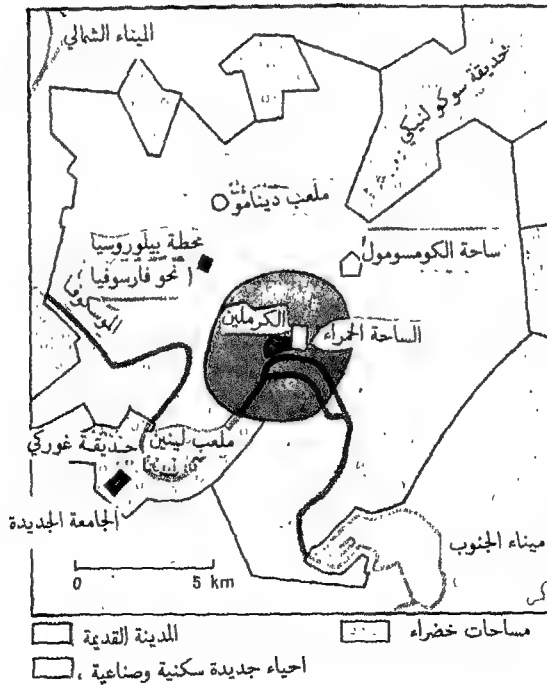 الميناء الشمالي
حديقة سوكولنيكي
ملعب دينامو
محطة بيلوروسيا
( نحو فارسوفيا )
ساحة الكومسومول
الموسكوفا
الكرملين
الساحة الحمراء
ملعب لينين
حديقة غوركي
الجامعة الجديدة
ميناء الجنوب
0 5 km
المدينة القديمة
مساحات خضراء
احياء جديدة سكنية وصناعية